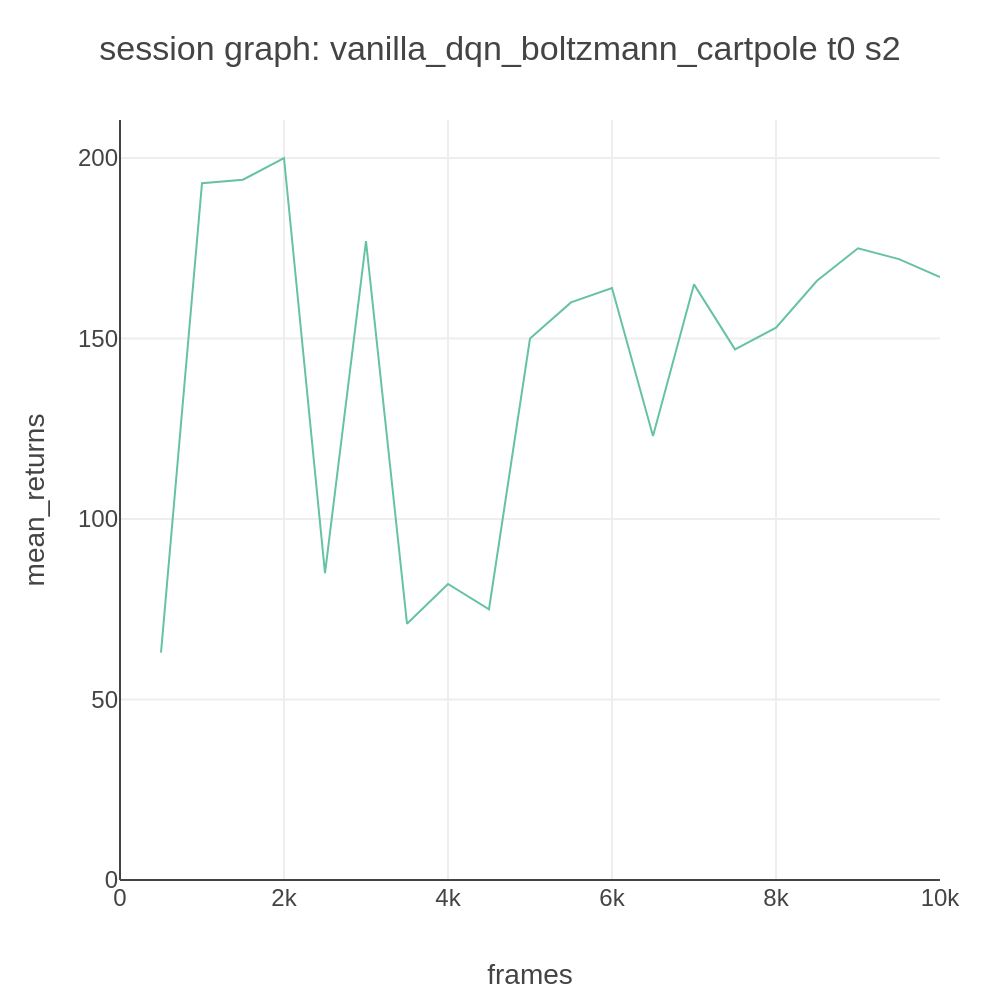 session graph: vanilla_dqn_boltzmann_cartpole t0 s2
200
150
100
50
0
0 2k 4k 6k 8k 10k
mean_returns
frames